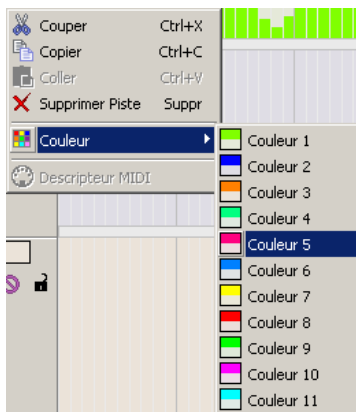 Couper Ctrl+X
Copier Ctrl+C
Coller Ctrl+V
Supprimer Piste Suppr
Couleur
Descripteur MIDI
Couleur 1
Couleur 2
Couleur 3
Couleur 4
Couleur 5
Couleur 6
Couleur 7
Couleur 8
Couleur 9
Couleur 10
Couleur 11